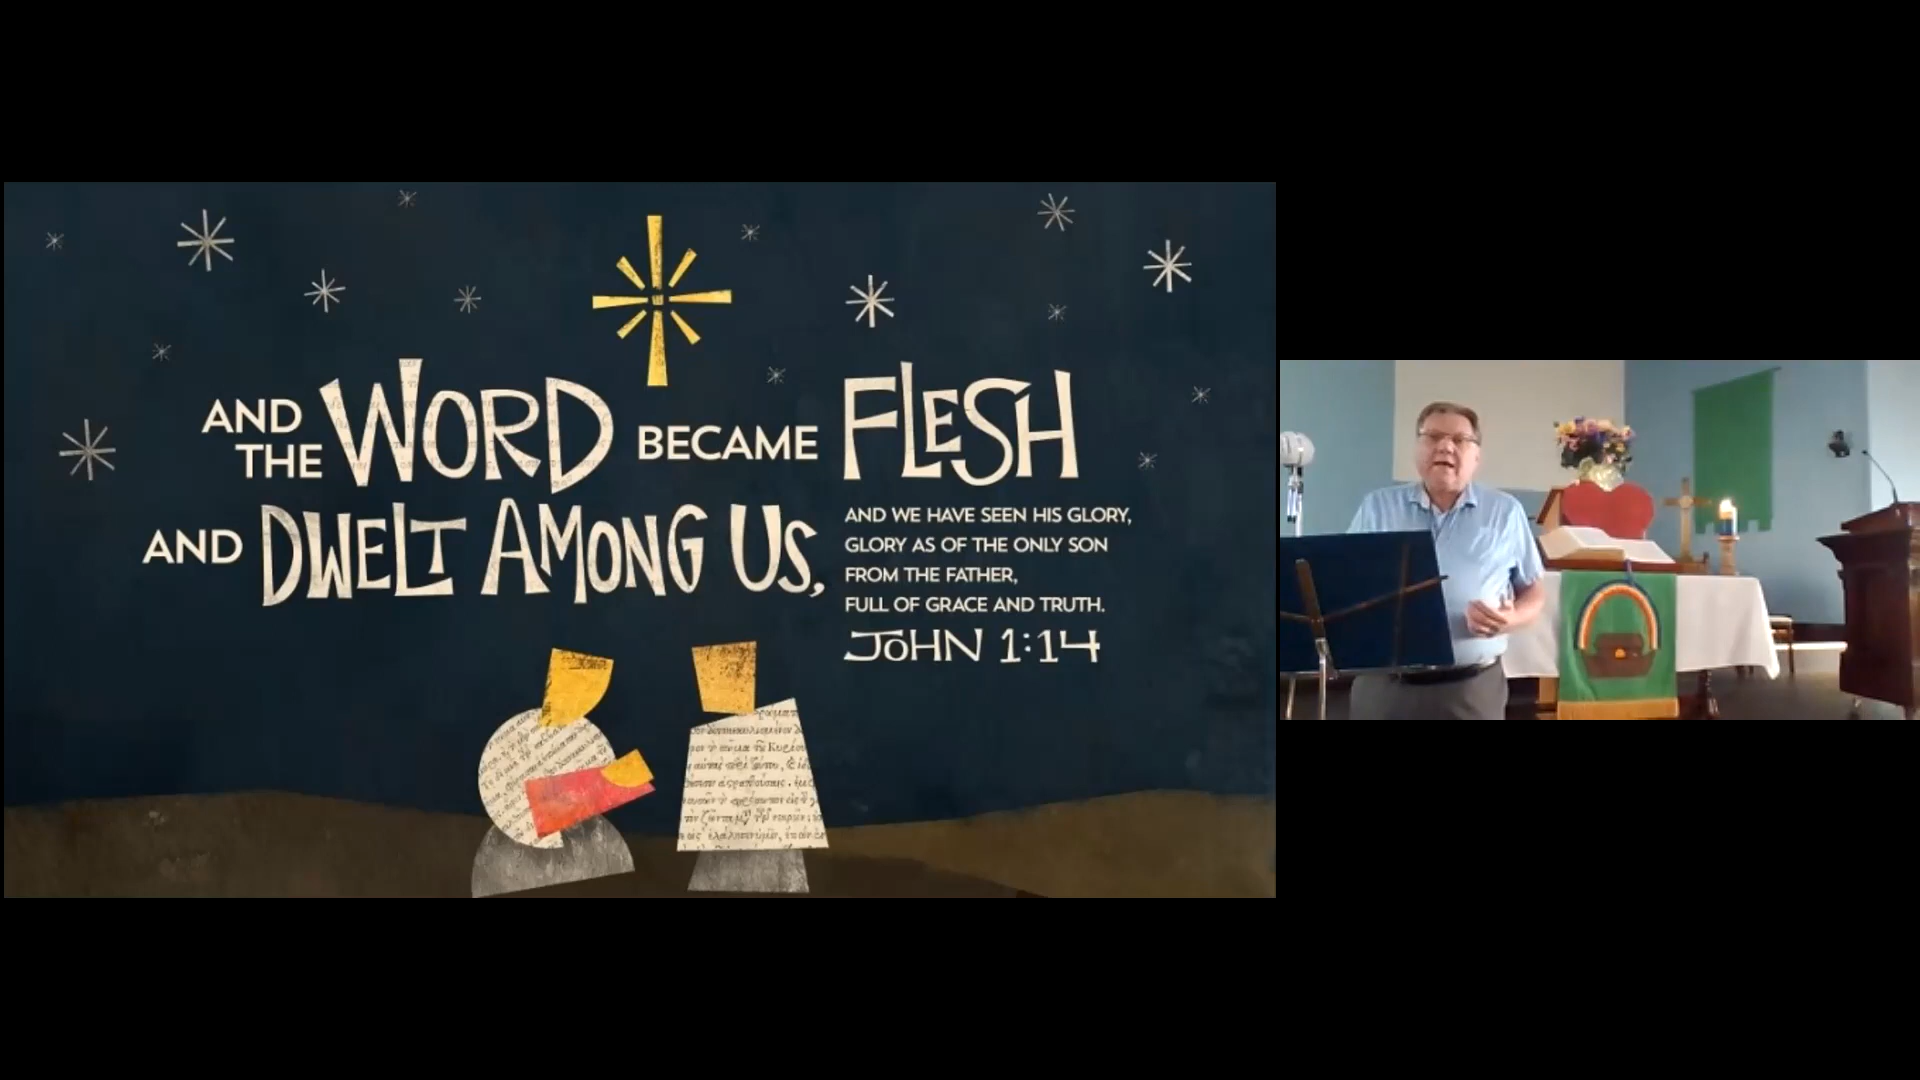 AND
THE WORD BECAME FLESH
AND DWELT AMONG US,
AND WE HAVE SEEN HIS GLORY,
GLORY AS OF THE ONLY SON
FROM THE FATHER,
FULL OF GRACE AND TRUTH.
JOHN 1:14